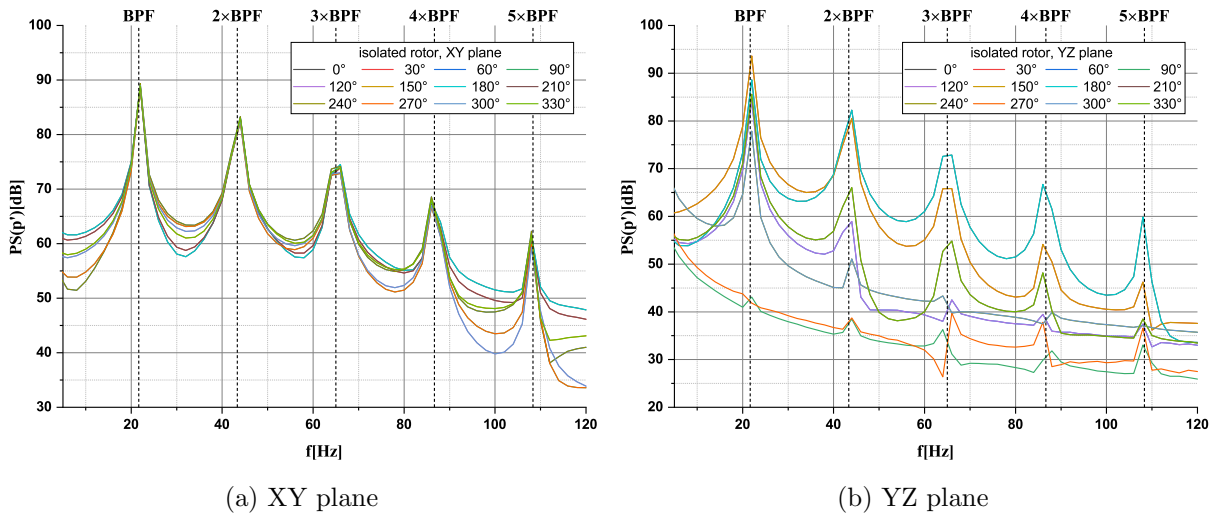 BPF 2×BPF 3×BPF 4×BPF 5×BPF
isolated rotor, XY plane
0° 30° 60° 90°
120° 150° 180° 210°
240° 270° 300° 330°
100
90
80
70
60
50
40
30
PS(p')[dB]
20 40 60 80 100 120
f[Hz]
(a) XY plane
BPF 2×BPF 3×BPF 4×BPF 5×BPF
isolated rotor, YZ plane
0° 30° 60° 90°
120° 150° 180° 210°
240° 270° 300° 330°
100
90
80
70
60
50
40
30
20
PS(p')[dB]
20 40 60 80 100 120
f[Hz]
(b) YZ plane